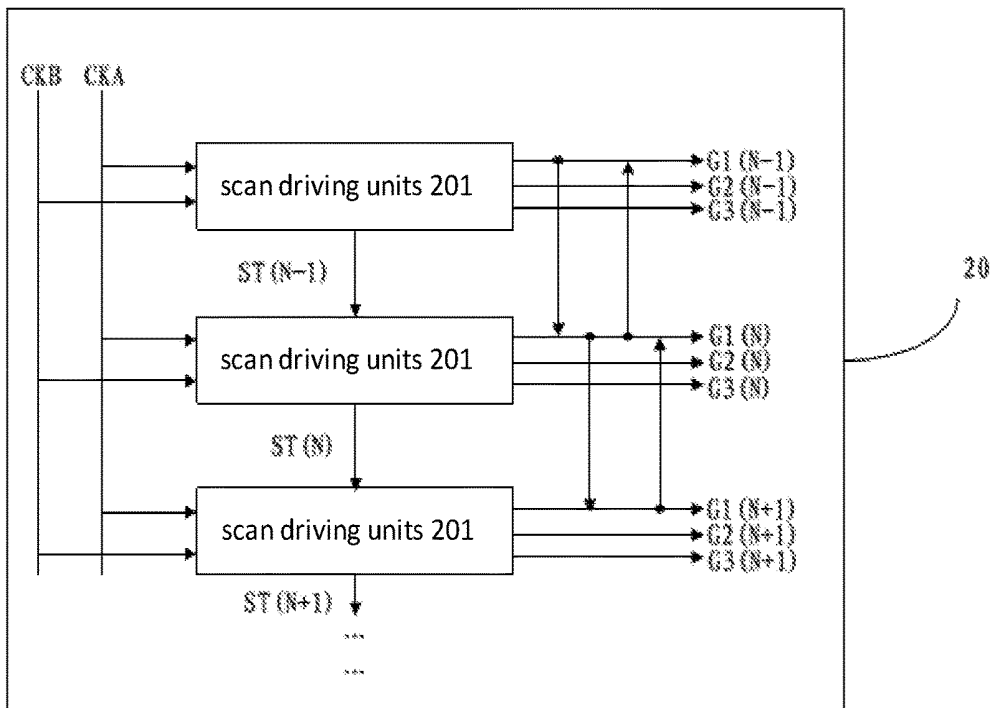 CKB CKA
scan driving units 201
G1(N-1)
G2(N-1)
G3(N-1)
ST(N-1)
20
scan driving units 201
G1(N)
G2(N)
G3(N)
ST(N)
scan driving units 201
G1(N+1)
G2(N+1)
G3(N+1)
ST(N+1)
...
...